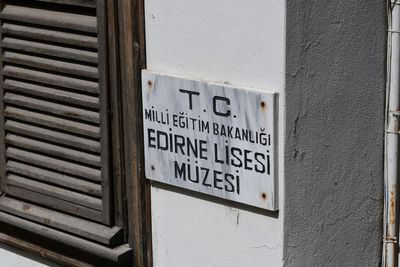 T.C.
MİLLİ EĞİTİM BAKANLIĞI
EDİRNE LİSESİ
MÜZESİ